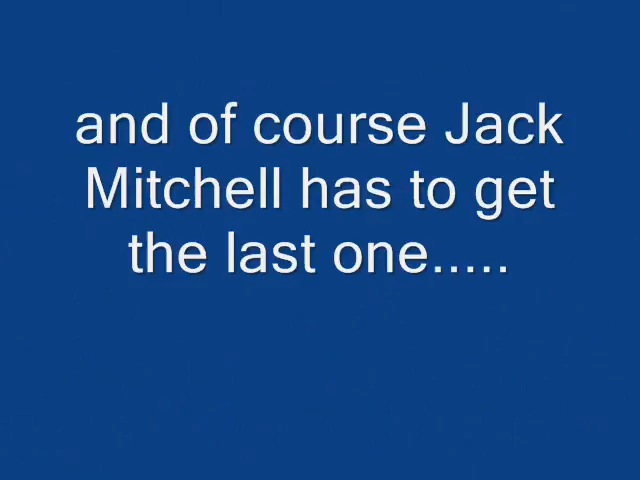 and of course Jack
Mitchell has to get
the last one.....